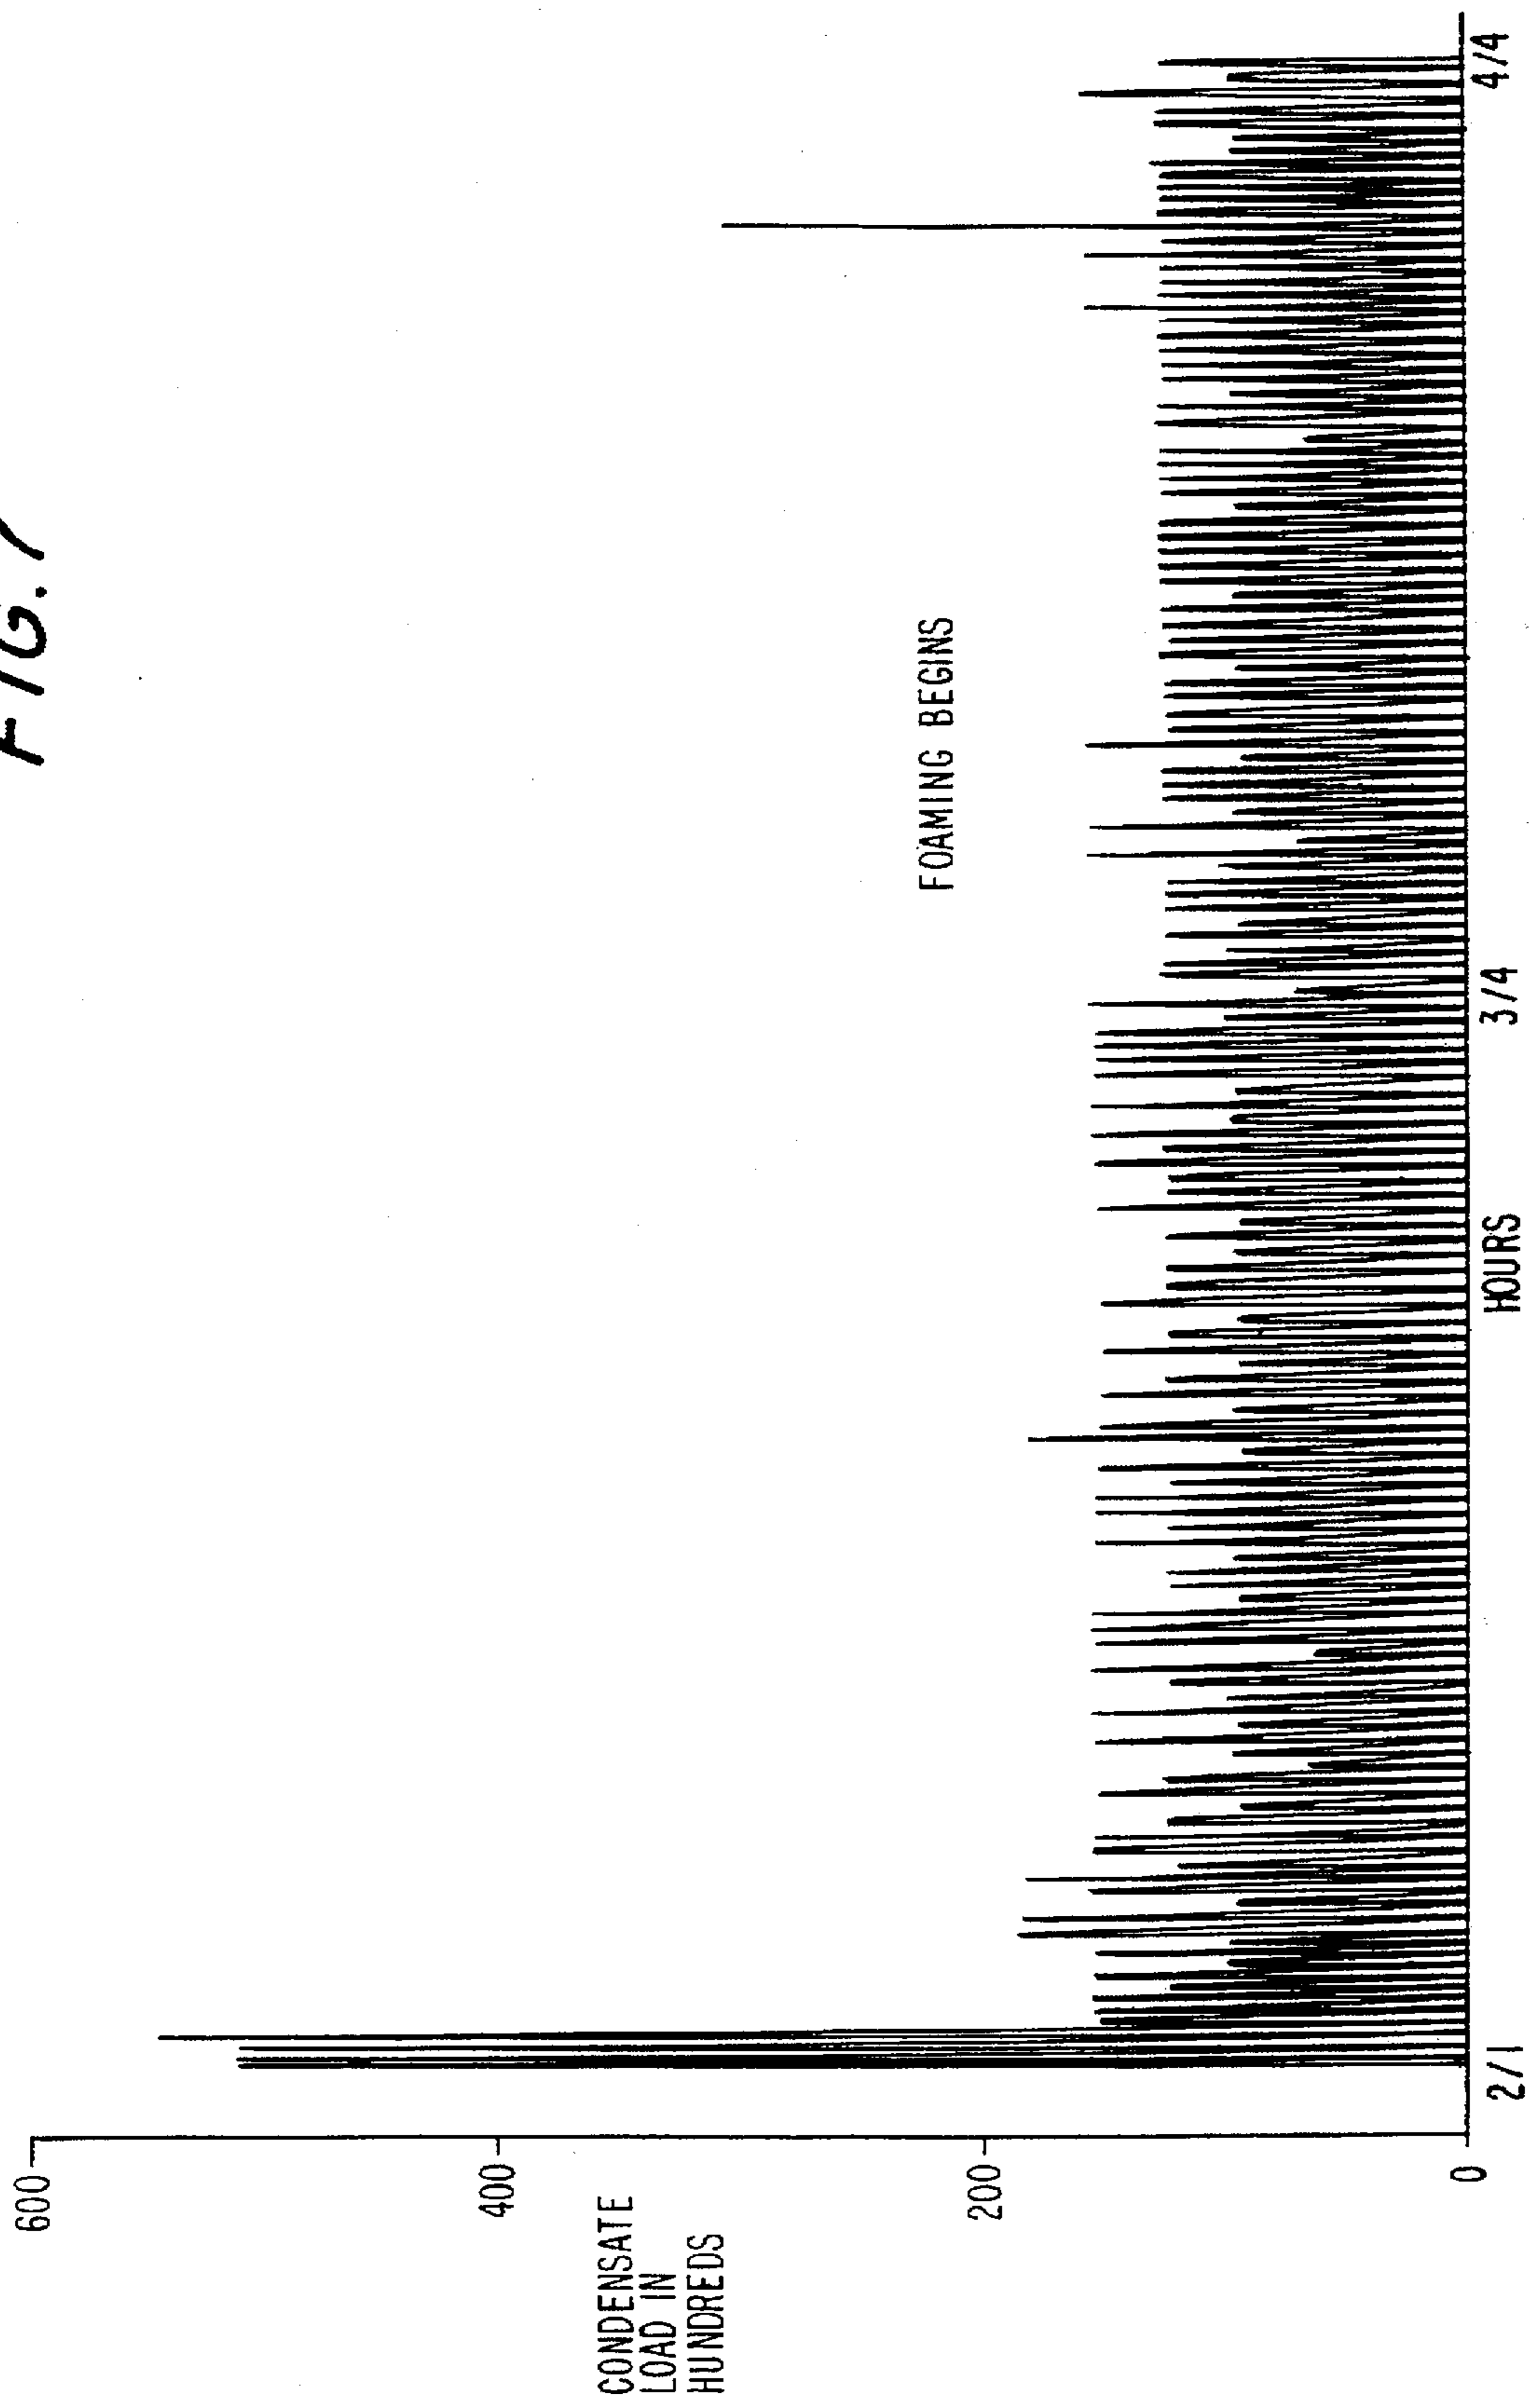 FIG. 7
600
400
200
0
CONDENSATE
LOAD IN
HUNDREDS
FOAMING BEGINS
2/1
HOURS
3/4
4/4